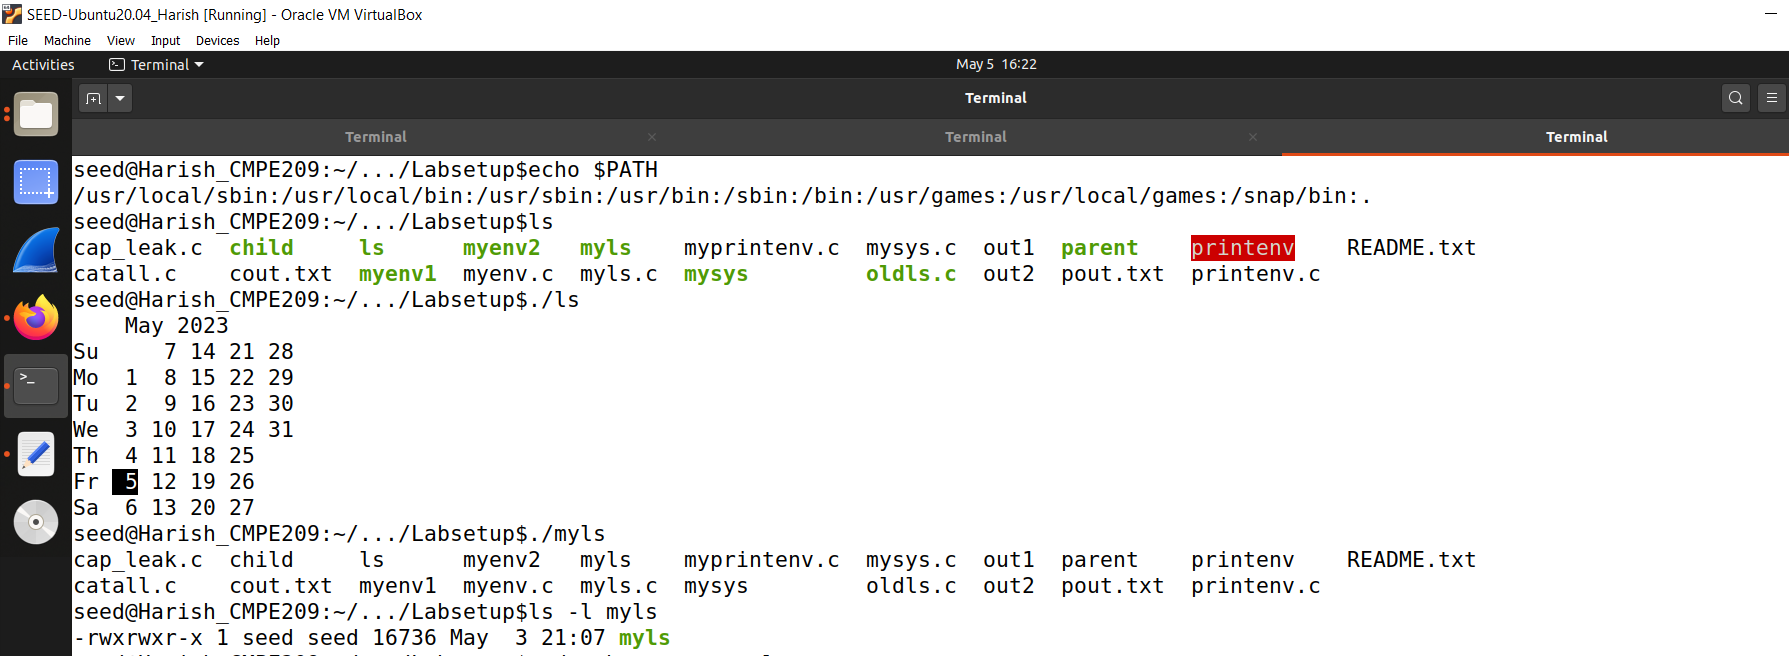 SEED-Ubuntu20.04_Harish [Running] - Oracle VM VirtualBox
File Machine View Input Devices Help
Activities Terminal May 5 16:22
Terminal
Terminal Terminal Terminal
seed@Harish_CMPE209:~/.../Labsetup$echo $PATH
/usr/local/sbin:/usr/local/bin:/usr/sbin:/usr/bin:/sbin:/bin:/usr/games:/usr/local/games:/snap/bin:.
seed@Harish_CMPE209:~/.../Labsetup$ls
cap_leak.c  child     ls      myenv2   myls    myprintenv.c  mysys.c  out1  parent    printenv    README.txt
catall.c    cout.txt  myenv1  myenv.c  myls.c  mysys         oldls.c  out2  pout.txt  printenv.c
seed@Harish_CMPE209:~/.../Labsetup$./ls
    May 2023
Su     7 14 21 28
Mo  1  8 15 22 29
Tu  2  9 16 23 30
We  3 10 17 24 31
Th  4 11 18 25
Fr  5 12 19 26
Sa  6 13 20 27
seed@Harish_CMPE209:~/.../Labsetup$./myls
cap_leak.c  child     ls      myenv2   myls    myprintenv.c  mysys.c  out1  parent    printenv    README.txt
catall.c    cout.txt  myenv1  myenv.c  myls.c  mysys         oldls.c  out2  pout.txt  printenv.c
seed@Harish_CMPE209:~/.../Labsetup$ls -l myls
-rwxrwxr-x 1 seed seed 16736 May  3 21:07 myls